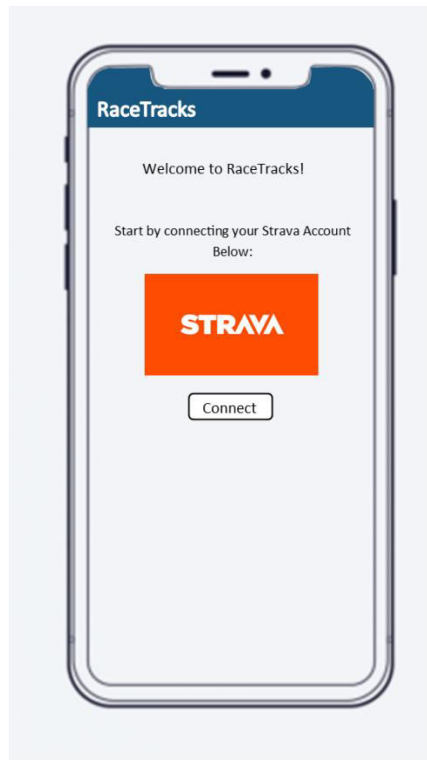 RaceTracks
Welcome to RaceTracks!
Start by connecting your Strava Account
Below:
STRAVA
Connect